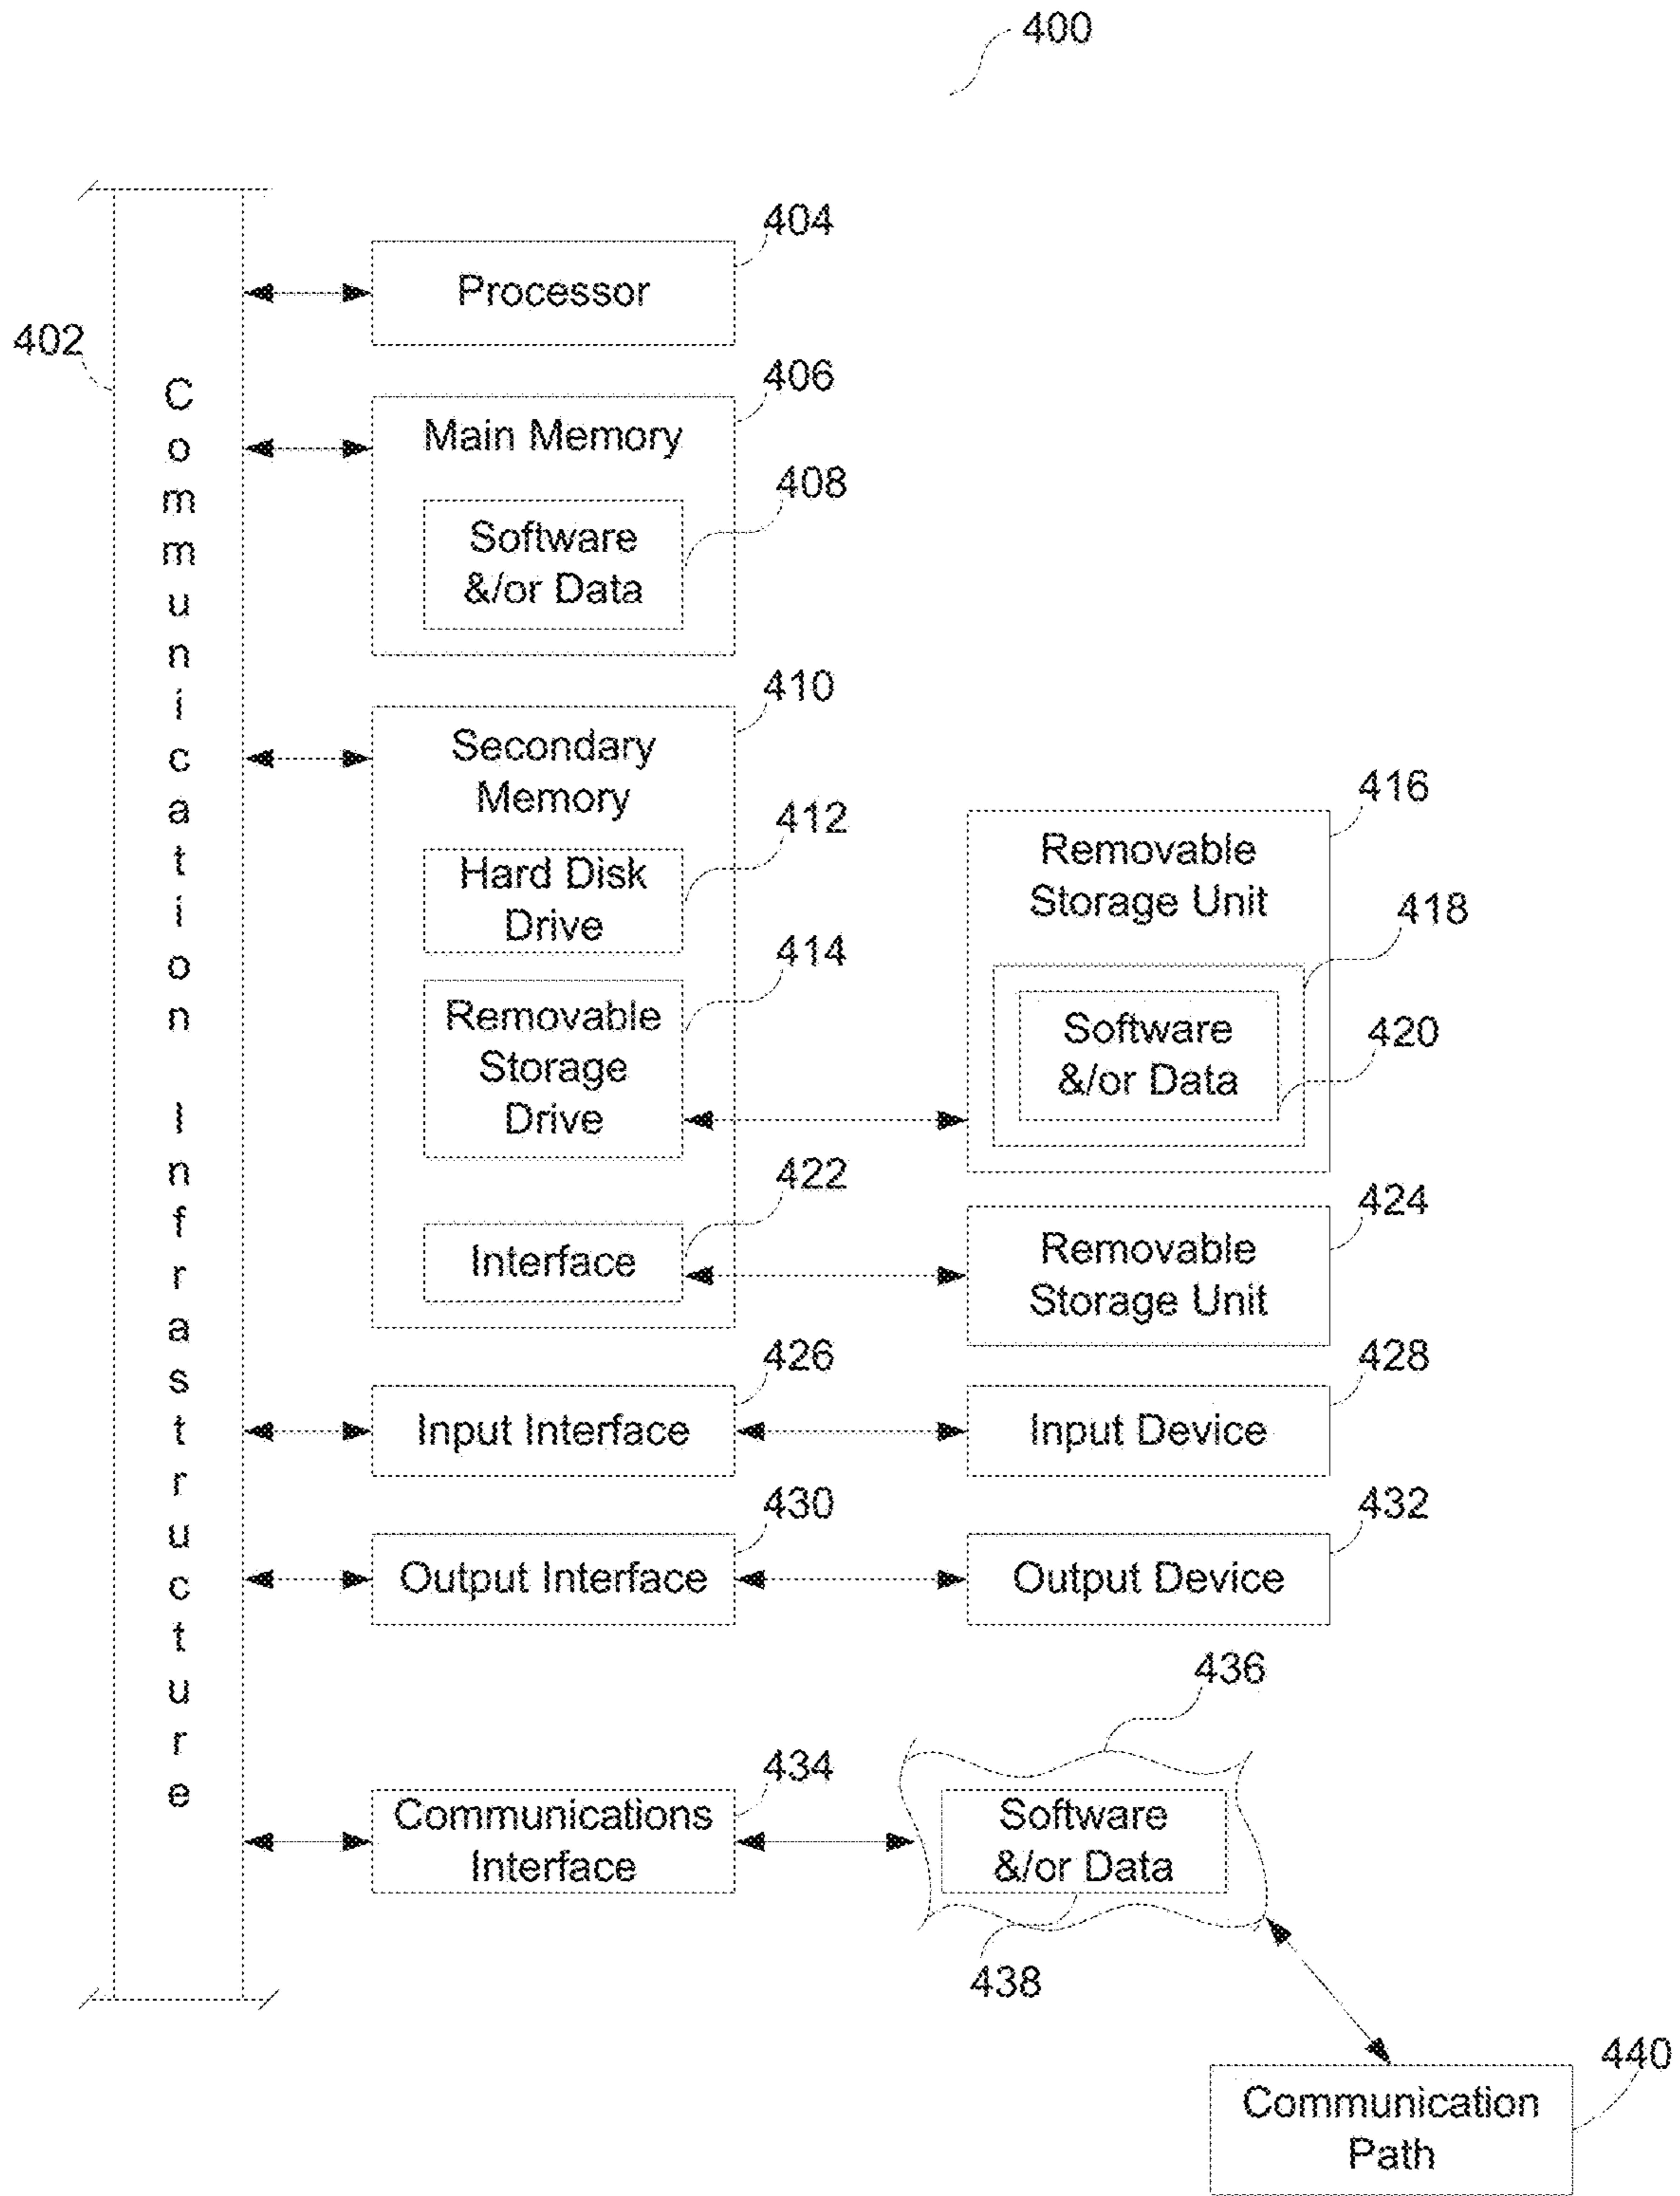 400
402
Communication Infrastructure
404
Processor
406
Main Memory
408
Software
&/or Data
410
Secondary
Memory
412
Hard Disk
Drive
414
Removable
Storage
Drive
416
Removable
Storage Unit
418
Software
&/or Data
420
422
Interface
424
Removable
Storage Unit
426
Input Interface
428
Input Device
430
Output Interface
432
Output Device
434
Communications
Interface
436
Software
&/or Data
438
440
Communication
Path